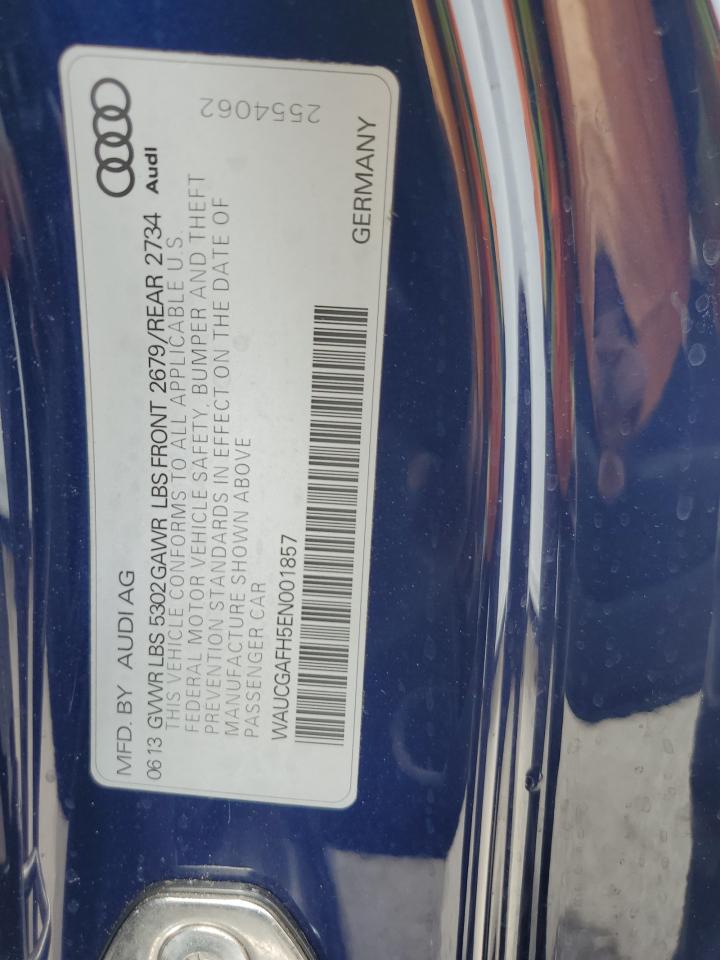 MFD. BY AUDI AG
Audi
06 13 GVWR LBS 5302 GAWR LBS FRONT 2679/REAR 2734
THIS VEHICLE CONFORMS TO ALL APPLICABLE U.S.
FEDERAL MOTOR VEHICLE SAFETY, BUMPER AND THEFT
PREVENTION STANDARDS IN EFFECT ON THE DATE OF
MANUFACTURE SHOWN ABOVE
PASSENGER CAR
WAUCGAFH5EN001857
2554062
GERMANY